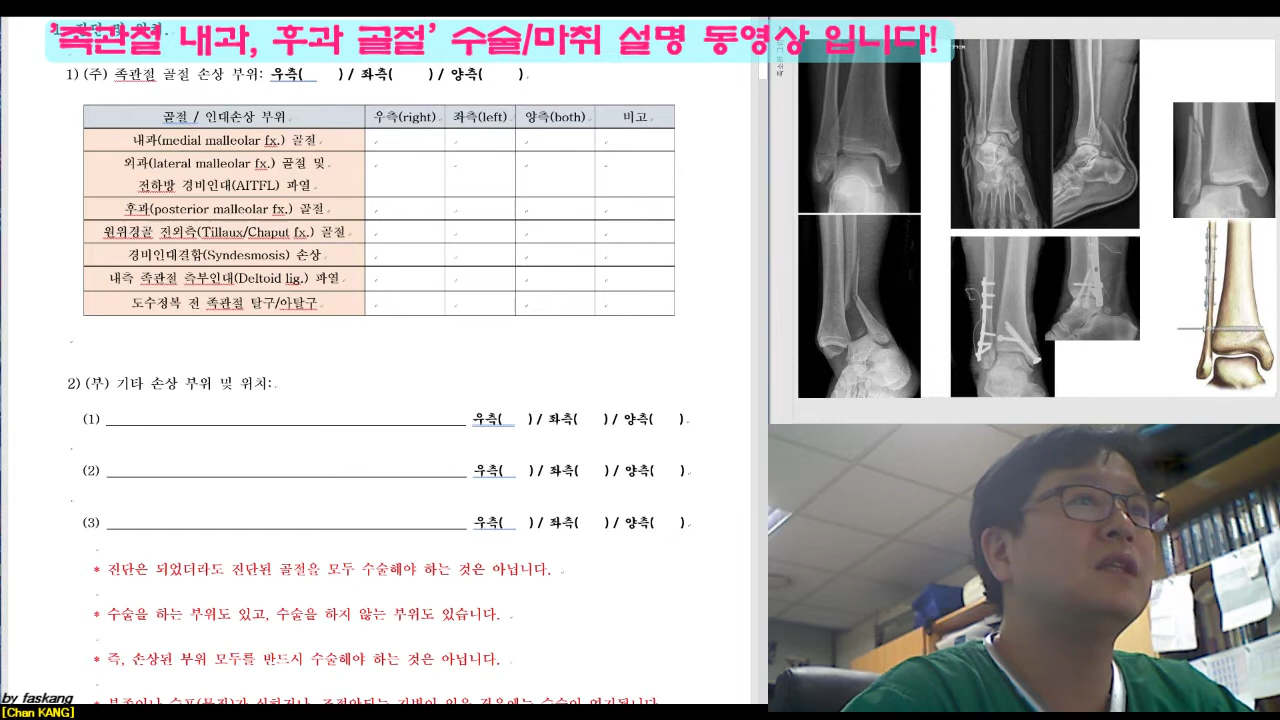 '족관절 내과, 후과 골절' 수술/마취 설명 동영상 입니다!
1) (주) 족관절 골절 손상 부위: 우측( ) / 좌측( ) / 양측( )
골절 / 인대손상 부위 우측(right) 좌측(left) 양측(both) 비고
내과(medial malleolar fx.) 골절
외과(lateral malleolar fx.) 골절 및
전하방 경비인대(AITFL) 파열
후과(posterior malleolar fx.) 골절
원위경골 전외측(Tillaux/Chaput fx.) 골절
경비인대결합(Syndesmosis) 손상
내측 족관절 측부인대(Deltoid lig.) 파열
도수정복 전 족관절 탈구/아탈구
2) (부) 기타 손상 부위 및 위치:
(1) 우측( ) / 좌측( ) / 양측( )
(2) 우측( ) / 좌측( ) / 양측( )
(3) 우측( ) / 좌측( ) / 양측( )
* 진단은 되었더라도 진단된 골절을 모두 수술해야 하는 것은 아닙니다.
* 수술을 하는 부위도 있고, 수술을 하지 않는 부위도 있습니다.
* 즉, 손상된 부위 모두를 반드시 수술해야 하는 것은 아닙니다.
by faskang
[Chan KANG]